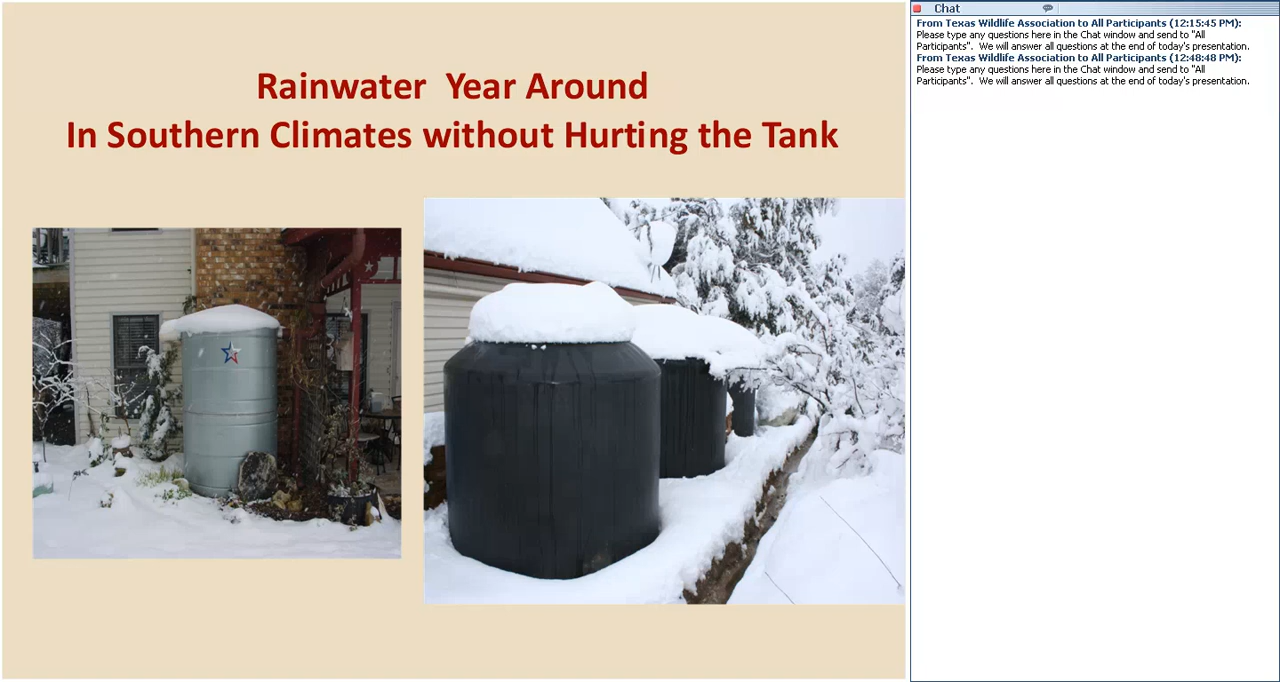 Rainwater  Year Around
In Southern Climates without Hurting the Tank
Chat
From Texas Wildlife Association to All Participants (12:15:45 PM):
Please type any questions here in the Chat window and send to "All
Participants".  We will answer all questions at the end of today's presentation.
From Texas Wildlife Association to All Participants (12:48:48 PM):
Please type any questions here in the Chat window and send to "All
Participants".  We will answer all questions at the end of today's presentation.